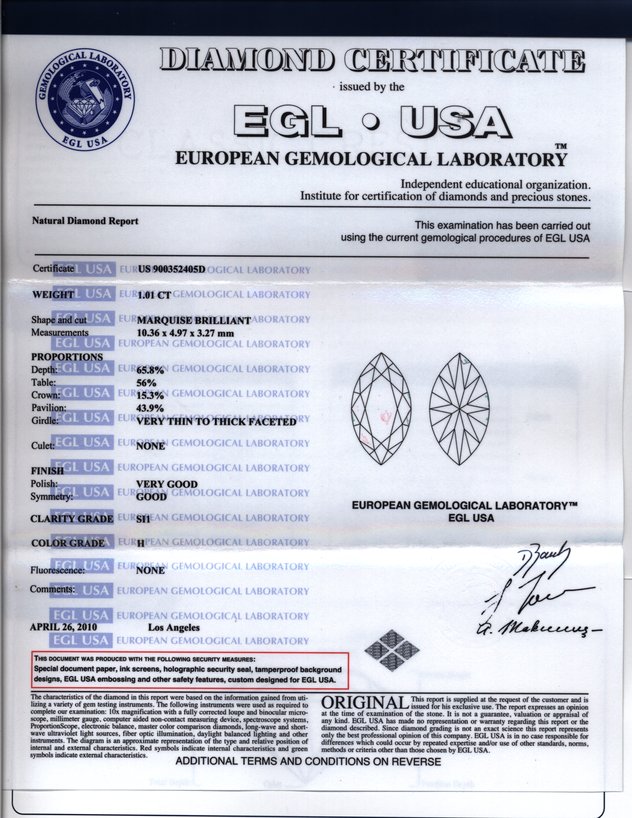 GEMOLOGICAL LABORATORY
EGL USA
DIAMOND CERTIFICATE
issued by the
EGL • USA
EUROPEAN GEMOLOGICAL LABORATORY™
Independent educational organization.
Institute for certification of diamonds and precious stones.
Natural Diamond Report
This examination has been carried out
using the current gemological procedures of EGL USA
Certificate US 900352405D
WEIGHT 1.01 CT
Shape and cut MARQUISE BRILLIANT
Measurements 10.36 x 4.97 x 3.27 mm
PROPORTIONS
Depth: 65.8%
Table: 56%
Crown: 15.3%
Pavilion: 43.9%
Girdle: VERY THIN TO THICK FACETED
Culet: NONE
FINISH
Polish: VERY GOOD
Symmetry: GOOD
CLARITY GRADE SI1
COLOR GRADE H
Fluorescence: NONE
Comments:
APRIL 26, 2010 Los Angeles
EGL USA EUROPEAN GEMOLOGICAL LABORATORY
EUROPEAN GEMOLOGICAL LABORATORY™
EGL USA
THIS DOCUMENT WAS PRODUCED WITH THE FOLLOWING SECURITY MEASURES:
Special document paper, ink screens, holographic security seal, tamperproof background
designs, EGL USA embossing and other safety features, custom designed for EGL USA.
The characteristics of the diamond in this report were based on the information gained from uti-
lizing a variety of gem testing instruments. The following instruments were used as required to
complete our examination: 10x magnification with a fully corrected loupe and binocular micro-
scope, millimeter gauge, computer aided non-contact measuring device, spectroscope systems,
ProportionScope, electronic balance, master color comparison diamonds, long-wave and short-
wave ultraviolet light sources, fiber optic illumination, daylight balanced lighting and other
instruments. The diagram is an approximate representation of the type and relative position of
internal and external characteristics. Red symbols indicate internal characteristics and green
symbols indicate external characteristics.
ORIGINAL This report is supplied at the request of the customer and is
issued for his exclusive use. The report expresses an opinion
at the time of examination of the stone. It is not a guarantee, valuation or appraisal of
any kind. EGL USA has made no representation or warranty regarding this report or the
diamond described. Since diamond grading is not an exact science this report represents
only the best professional opinion of this company. EGL USA is in no case responsible for
differences which could occur by repeated expertise and/or use of other standards, norms,
methods or criteria other than those chosen by EGL USA.
ADDITIONAL TERMS AND CONDITIONS ON REVERSE